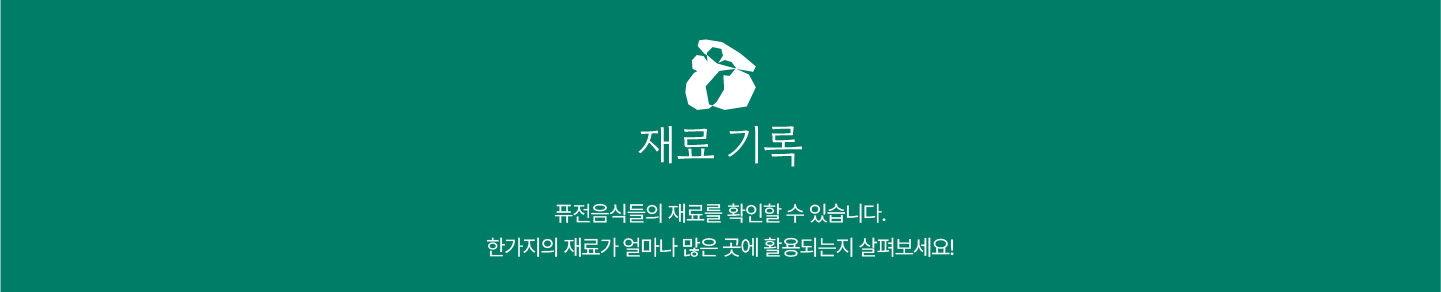 재료 기록
퓨전음식들의 재료를 확인할 수 있습니다.
한가지의 재료가 얼마나 많은 곳에 활용되는지 살펴보세요!